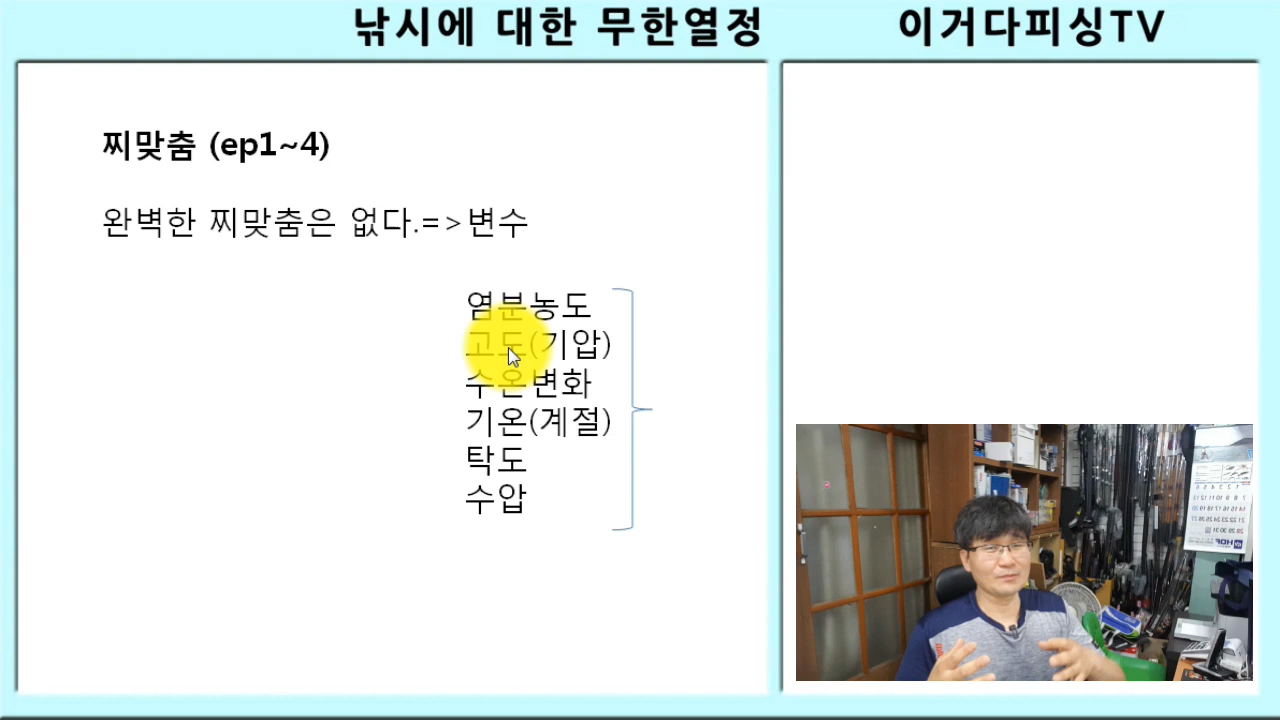 낚시에 대한 무한열정
이거다피싱TV
찌맞춤 (ep1~4)
완벽한 찌맞춤은 없다.=>변수
염분농도
고도(기압)
수온변화
기온(계절)
탁도
수압